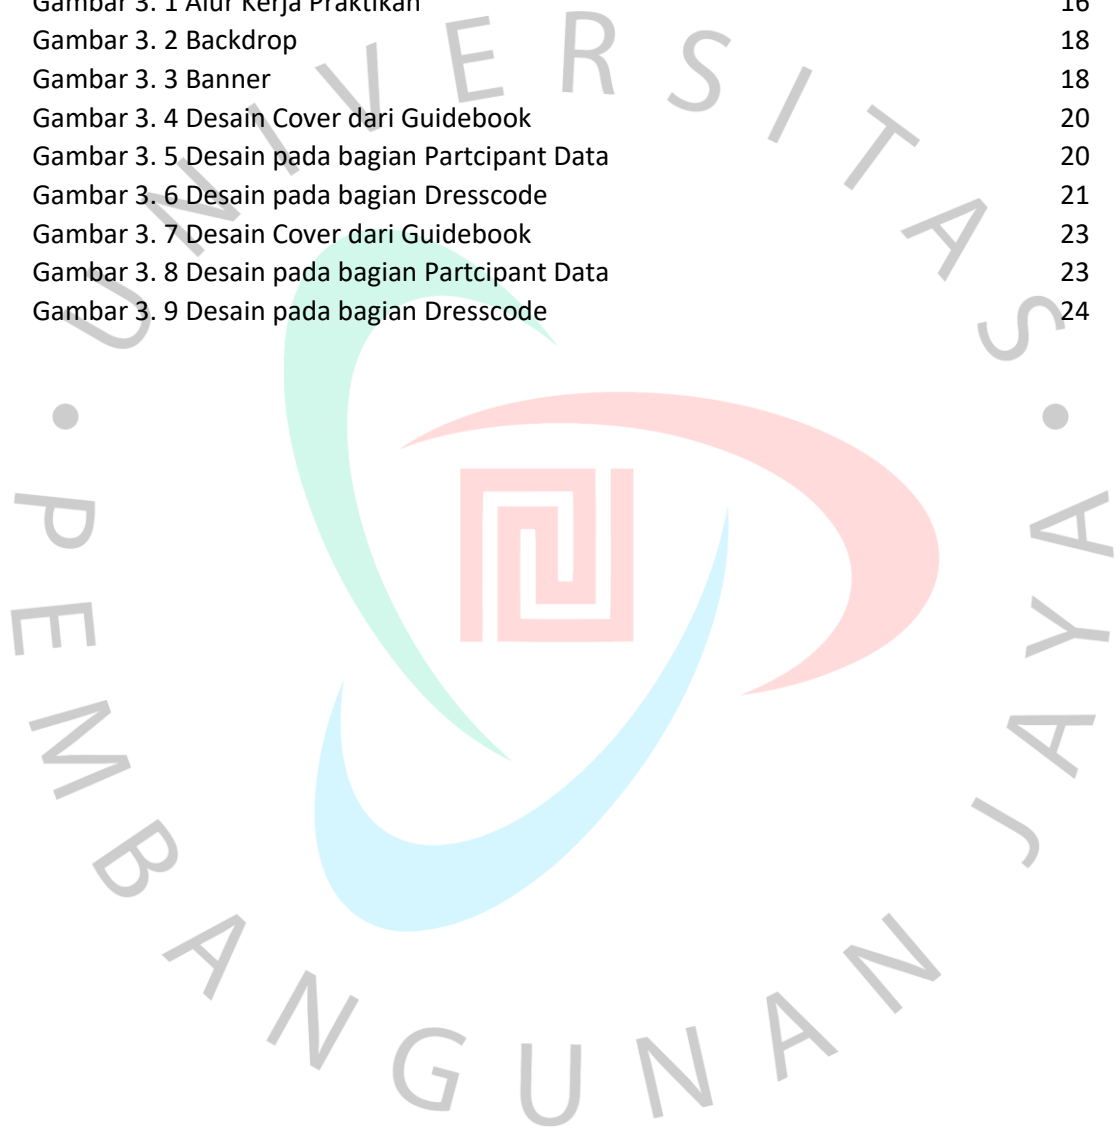 Gambar 3. 1 Alur Kerja Praktikan 16
Gambar 3. 2 Backdrop 18
Gambar 3. 3 Banner 18
Gambar 3. 4 Desain Cover dari Guidebook 20
Gambar 3. 5 Desain pada bagian Partcipant Data 20
Gambar 3. 6 Desain pada bagian Dresscode 21
Gambar 3. 7 Desain Cover dari Guidebook 23
Gambar 3. 8 Desain pada bagian Partcipant Data 23
Gambar 3. 9 Desain pada bagian Dresscode 24
UNIVERSITAS • PEMBANGUNAN JAYA •